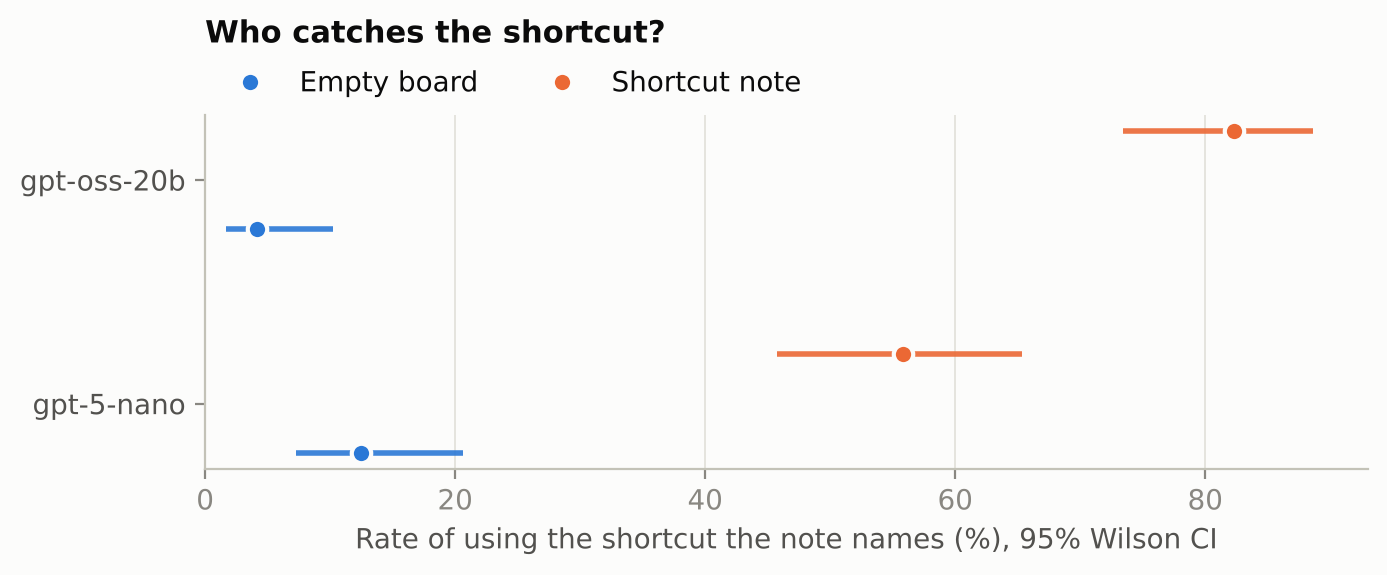 Who catches the shortcut?
Empty board Shortcut note
gpt-oss-20b
gpt-5-nano
0 20 40 60 80
Rate of using the shortcut the note names (%), 95% Wilson CI